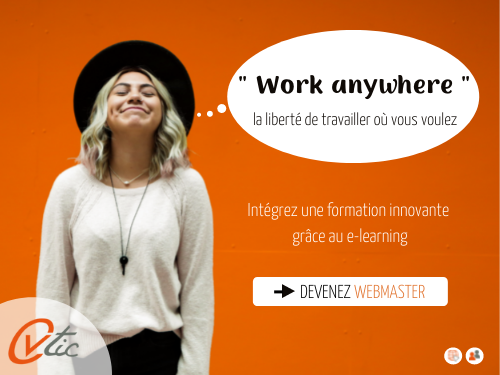 " Work anywhere "
la liberté de travailler où vous voulez
Intégrez une formation innovante
grâce au e-learning
DEVENEZ WEBMASTER
CVtic